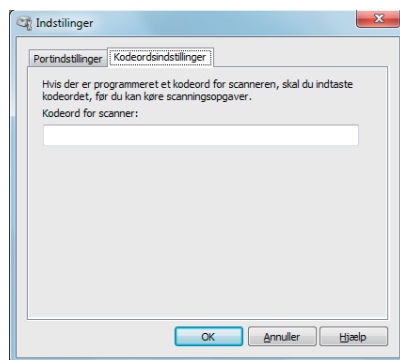 Indstilinger
Portindstillinger
Kodeordsindstillinger
Hvis der er programmeret et kodeord for scanneren, skal du indtaste
kodeordet, før du kan køre scanningsopgaver.
Kodeord for scanner:
OK
Annuller
Hjælp